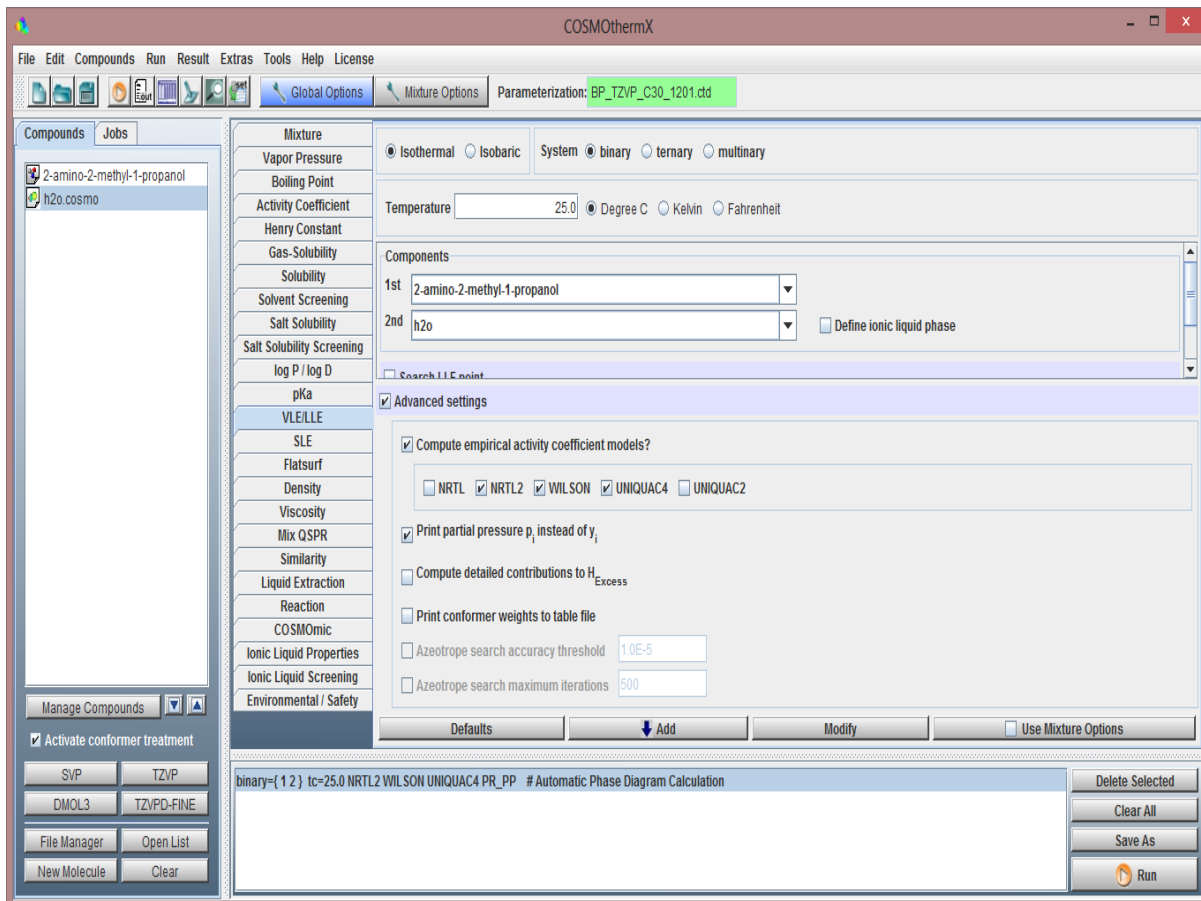 COSMOthermX
File Edit Compounds Run Result Extras Tools Help License
Global Options Mixture Options Parameterization: BP_TZVP_C30_1201.ctd
Compounds Jobs
2-amino-2-methyl-1-propanol
h2o.cosmo
Manage Compounds
Activate conformer treatment
SVP TZVP
DMOL3 TZVPD-FINE
File Manager Open List
New Molecule Clear
Mixture
Vapor Pressure
Boiling Point
Activity Coefficient
Henry Constant
Gas-Solubility
Solubility
Solvent Screening
Salt Solubility
Salt Solubility Screening
log P / log D
pKa
VLE/LLE
SLE
Flatsurf
Density
Viscosity
Mix QSPR
Similarity
Liquid Extraction
Reaction
COSMOmic
Ionic Liquid Properties
Ionic Liquid Screening
Environmental / Safety
Isothermal Isobaric System binary ternary multinary
Temperature 25.0 Degree C Kelvin Fahrenheit
Components
1st 2-amino-2-methyl-1-propanol
2nd h2o Define ionic liquid phase
Search LLE point
Advanced settings
Compute empirical activity coefficient models?
NRTL NRTL2 WILSON UNIQUAC4 UNIQUAC2
Print partial pressure pi instead of yi
Compute detailed contributions to HExcess
Print conformer weights to table file
Azeotrope search accuracy threshold 1.0E-5
Azeotrope search maximum iterations 500
Defaults Add Modify Use Mixture Options
binary={ 1 2 } tc=25.0 NRTL2 WILSON UNIQUAC4 PR_PP # Automatic Phase Diagram Calculation
Delete Selected
Clear All
Save As
Run